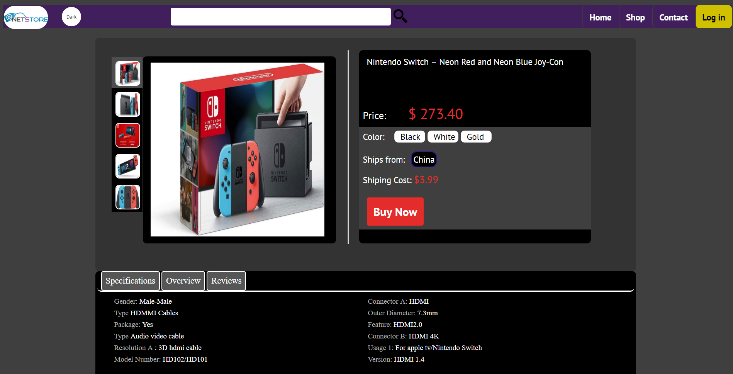 NETSTORE
Dark
Home Shop Contact Log in
Nintendo Switch – Neon Red and Neon Blue Joy-Con
Price: $ 273.40
Color: Black White Gold
Ships from: China
Shiping Cost: $3.99
Buy Now
NINTENDO
SWITCH
Specifications Overview Reviews
Gender: Male-Male
Type HDMMI Cables
Package: Yes
Type Audio video cable
Resolution A : 3D hdmi cable
Model Number: HD102/HD101
Connector A: HDMI
Outer Diameter: 7.3mm
Feature: HDMI2.0
Connector B: HDMI 4K
Usage 1: For apple tv/Nintendo Switch
Version: HDMI 1.4